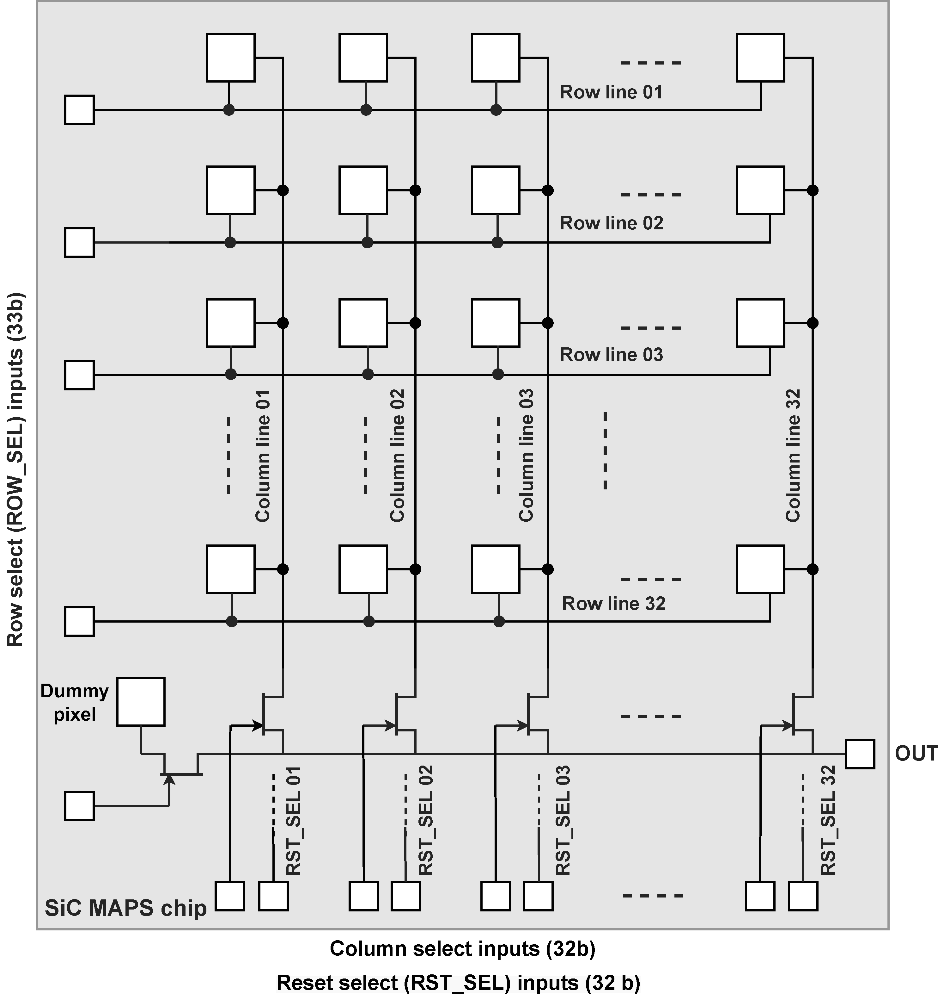 Row line 01
Row line 02
Row line 03
Column line 01
Column line 02
Column line 03
Column line 32
Row select (ROW_SEL) inputs (33b)
Row line 32
Dummy
pixel
OUT
RST_SEL 01
RST_SEL 02
RST_SEL 03
RST_SEL 32
SiC MAPS chip
Column select inputs (32b)
Reset select (RST_SEL) inputs (32 b)